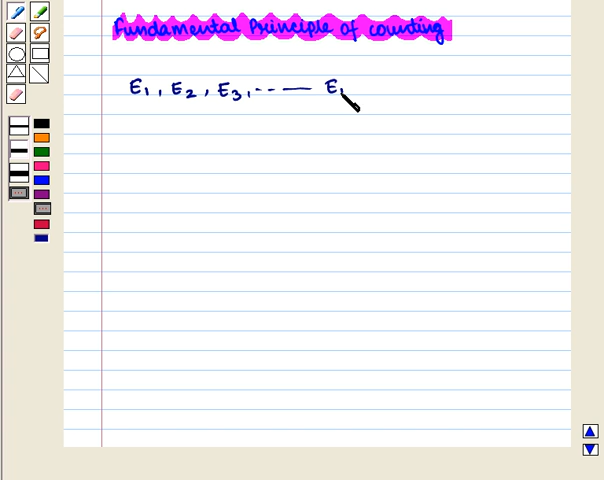 Fundamental Principle of counting
E₁, E₂, E₃, ..-— E